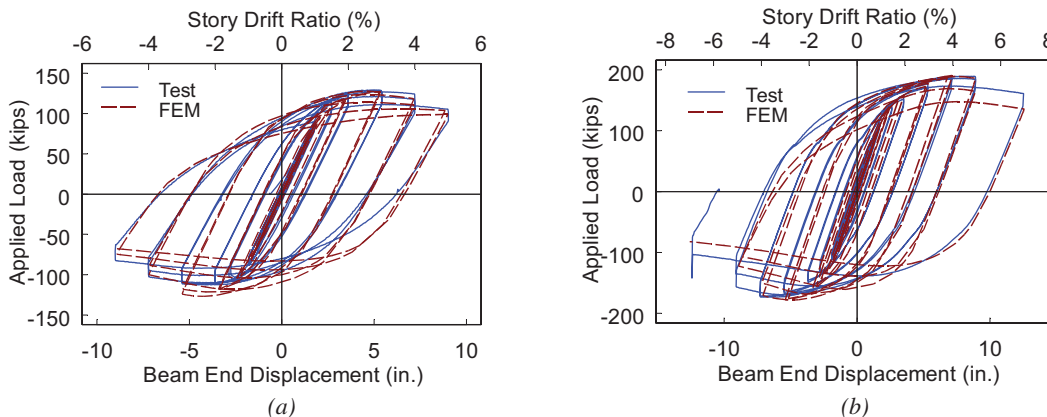 Story Drift Ratio (%)
-6 -4 -2 0 2 4 6
150
100
50
0
-50
-100
-150
Applied Load (kips)
Test
FEM
-10 -5 0 5 10
Beam End Displacement (in.)
(a)
Story Drift Ratio (%)
-8 -6 -4 -2 0 2 4 6 8
200
100
0
-100
-200
Applied Load (kips)
Test
FEM
-10 0 10
Beam End Displacement (in.)
(b)